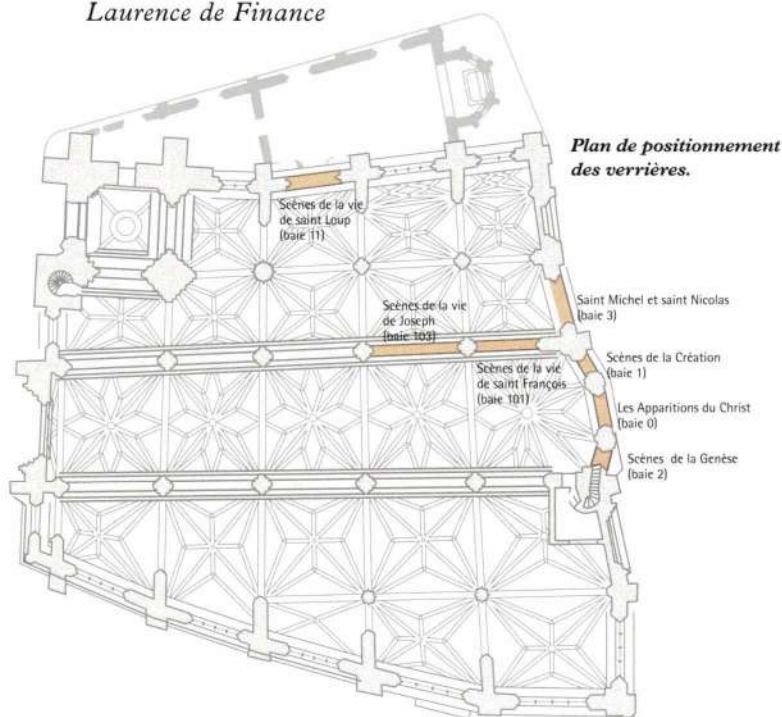 Laurence de Finance
Plan de positionnement
des verrières.
Scènes de la vie
de saint Loup
(baie 11)
Saint Michel et saint Nicolas
(baie 3)
Scènes de la vie
de Joseph
(baie 103)
Scènes de la Création
(baie 1)
Scènes de la vie
de saint François
(baie 101)
Les Apparitions du Christ
(baie 0)
Scènes de la Genèse
(baie 2)